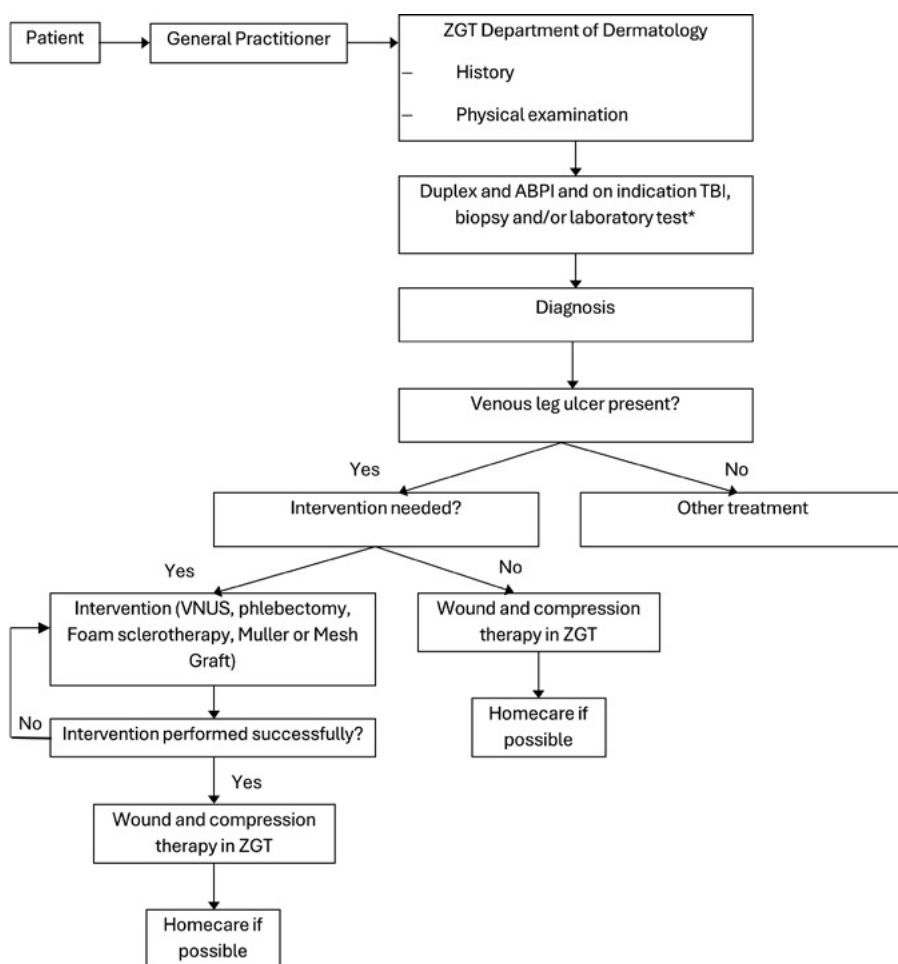 Patient
General Practitioner
ZGT Department of Dermatology
– History
– Physical examination
Duplex and ABPI and on indication TBI,
biopsy and/or laboratory test*
Diagnosis
Venous leg ulcer present?
Yes
No
Intervention needed?
Other treatment
Yes
No
Intervention (VNUS, phlebectomy,
Foam sclerotherapy, Muller or Mesh
Graft)
Wound and compression
therapy in ZGT
No
Intervention performed successfully?
Homecare if
possible
Yes
Wound and compression
therapy in ZGT
Homecare if
possible